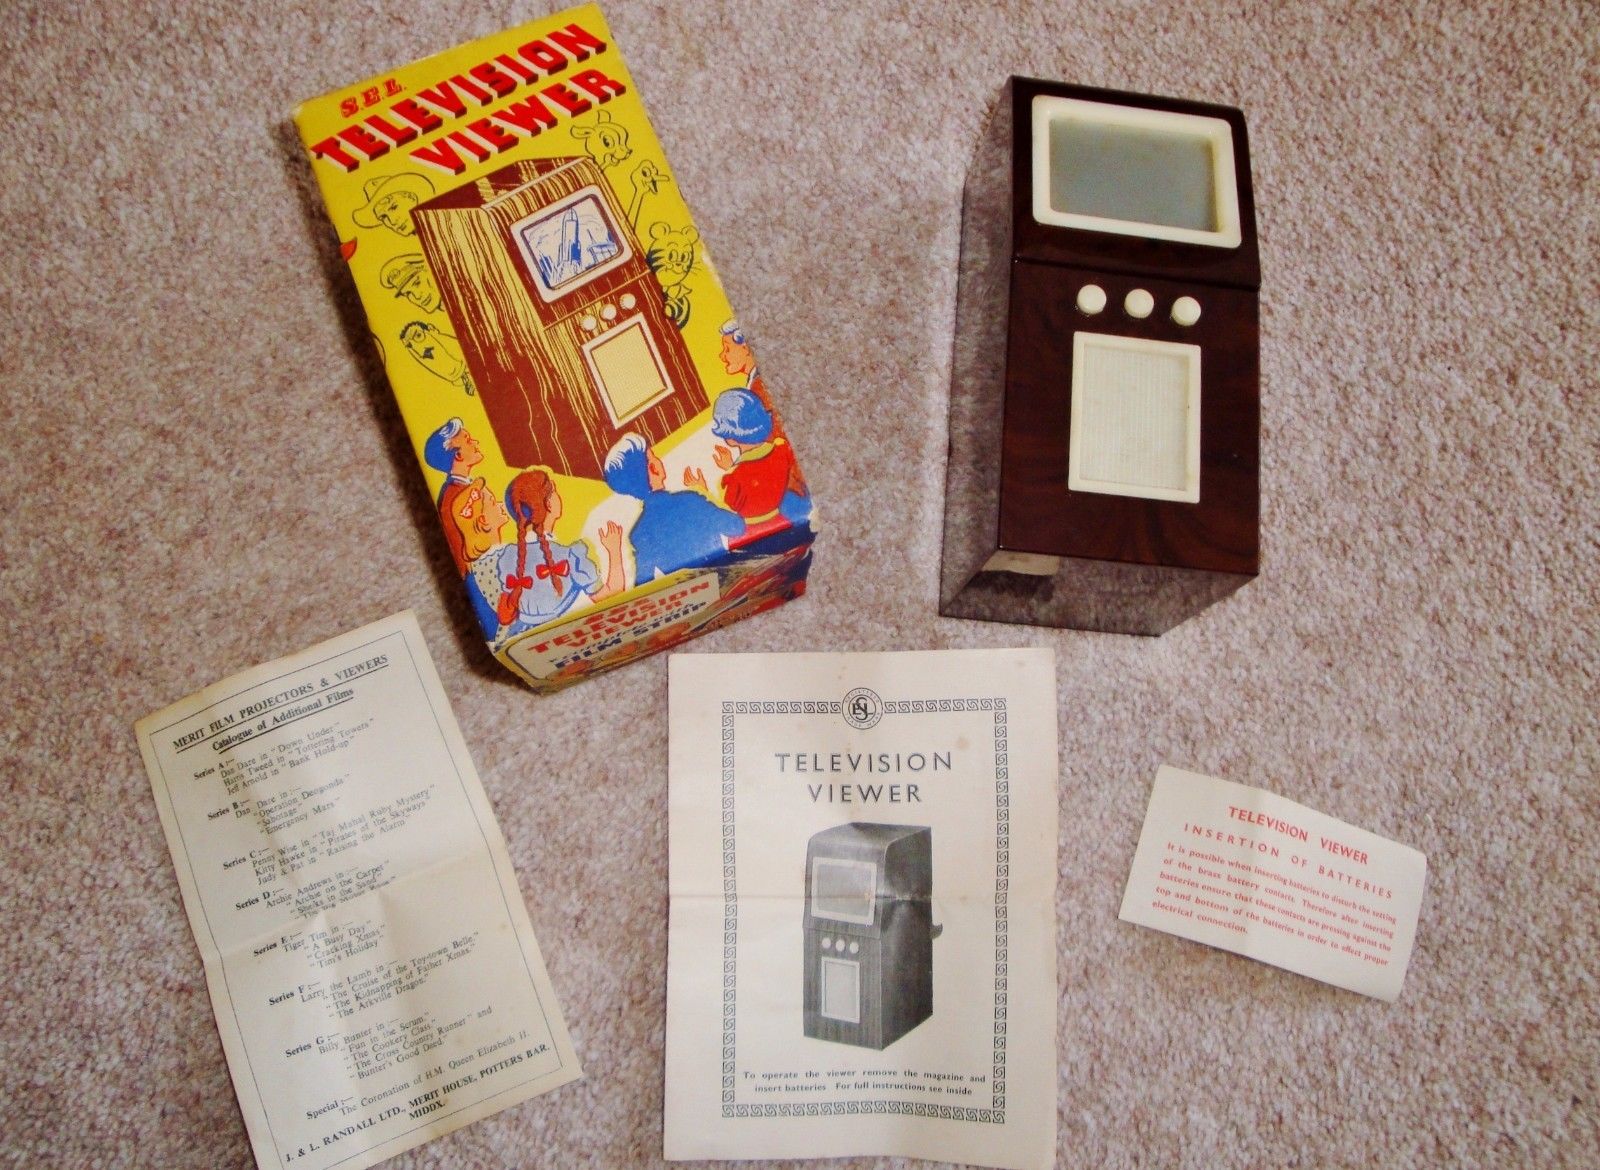 S.E.L.
TELEVISION
VIEWER
TELEVISION
VIEWER
FILM STRIP
MERIT FILM PROJECTORS & VIEWERS
Catalogue of Additional Films
Series A:—
Dan Dare in "Down Under"
Harris Tweed in "Tottering Towers"
Jeff Arnold in "Bank Hold-up"
Series B:—
Dan Dare in:—
"Operation Deogonda"
"Sabotage"
"Emergency Mars"
Series C:—
Penny Wise in "Taj Mahal Ruby Mystery"
Kitty Hawke in "Pirates of the Skyways"
Judy & Pat in "Raising the Alarm"
Series D:—
Archie Andrews in:—
"Archie on the Carpet"
"Sheiks in the Sand"
"The Big
Series E:—
Tiger Tim in:—
"A Busy Day"
"Cracking Xmas"
"Tim's Holiday"
Series F:—
Larry the Lamb in:—
"The Cruise of the Toy-town Belle."
"The Kidnapping of Father Xmas."
"The Arkville Dragon."
Series G:—
Billy Bunter in:—
"Fun in the Scrum."
"The Cookery Class."
"The Cross Country Runner" and
"Bunter's Good Deed."
Special:—
The Coronation of H.M. Queen Elizabeth II.
J. & L. RANDALL LTD., MERIT HOUSE, POTTERS BAR,
MIDDX.
TELEVISION
VIEWER
To operate the viewer remove the magazine and
insert batteries For full instructions see inside
TELEVISION VIEWER
INSERTION OF BATTERIES
It is possible when inserting batteries to disturb the setting
of the brass battery contacts. Therefore after inserting
batteries ensure that these contacts are pressing against the
top and bottom of the batteries in order to effect proper
electrical connection.